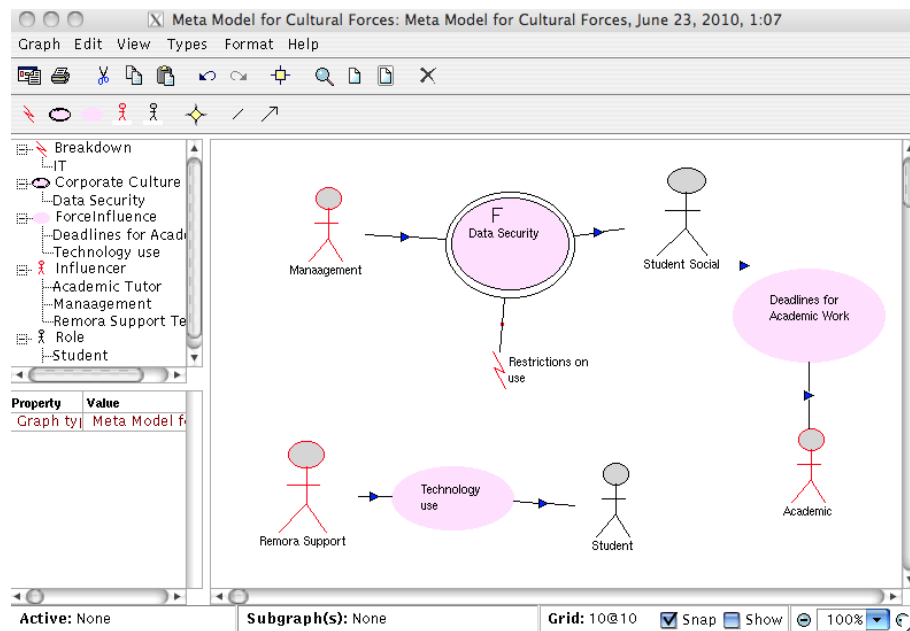 Meta Model for Cultural Forces: Meta Model for Cultural Forces, June 23, 2010, 1:07
Graph Edit View Types Format Help
Breakdown
IT
Corporate Culture
Data Security
ForceInfluence
Deadlines for Acad
Technology use
Influencer
Academic Tutor
Manaagement
Remora Support Te
Role
Student
Property Value
Graph typ Meta Model f
Manaagement
F
Data Security
Student Social
Deadlines for
Academic Work
Restrictions on
use
Remora Support
Technology
use
Student
Academic
Active: None Subgraph(s): None Grid: 10@10 Snap Show 100%